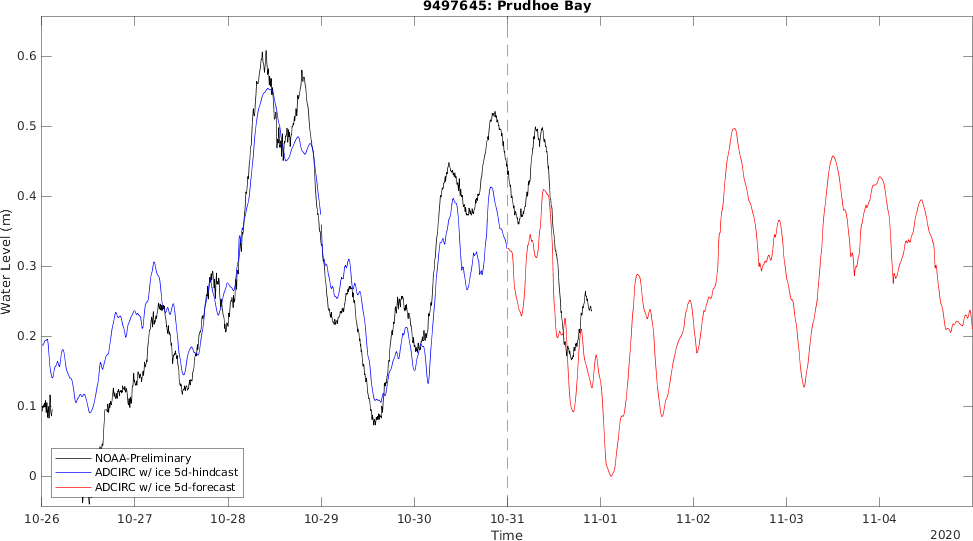 9497645: Prudhoe Bay
0.6
0.5
0.4
0.3
0.2
0.1
0
Water Level (m)
NOAA-Preliminary
ADCIRC w/ ice 5d-hindcast
ADCIRC w/ ice 5d-forecast
10-26 10-27 10-28 10-29 10-30 10-31 11-01 11-02 11-03 11-04
Time
2020